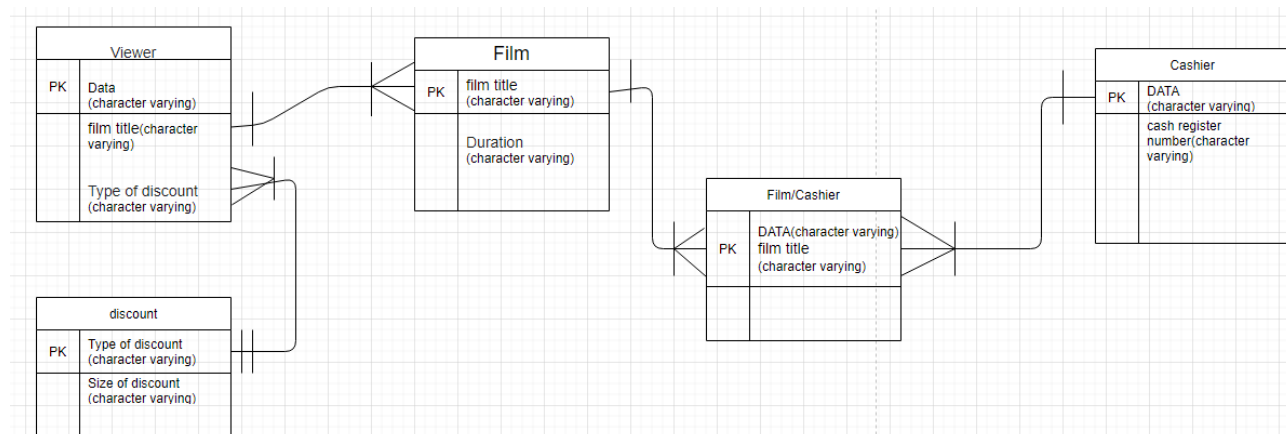 Viewer
PK
Data
(character varying)
film title(character
varying)
Type of discount
(character varying)
discount
PK
Type of discount
(character varying)
Size of discount
(character varying)
Film
PK
film title
(character varying)
Duration
(character varying)
Film/Cashier
PK
DATA(character varying)
film title
(character varying)
Cashier
PK
DATA
(character varying)
cash register
number(character
varying)